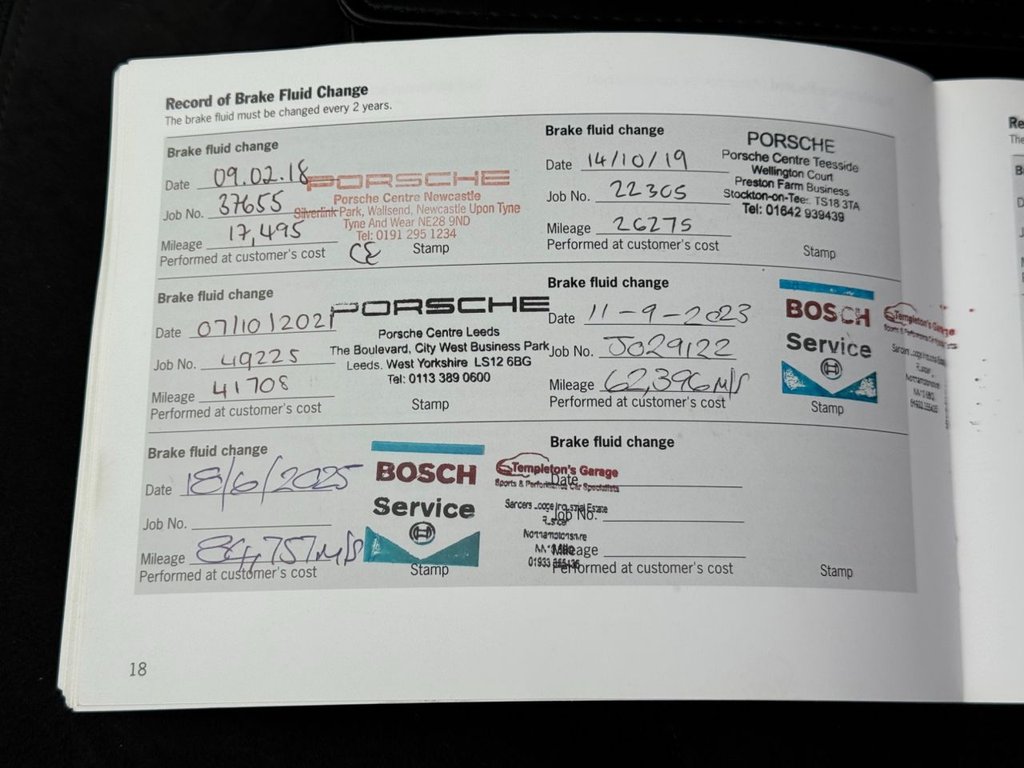 Record of Brake Fluid Change
The brake fluid must be changed every 2 years.
Brake fluid change
Date 09.02.18
Job No. 37655
Mileage 17,495
Performed at customer's cost
CE
PORSCHE
Porsche Centre Newcastle
Silverlink Park, Wallsend, Newcastle Upon Tyne
Tyne And Wear NE28 9ND
Tel: 0191 295 1234
Stamp
Brake fluid change
Date 14/10/19
Job No. 22305
Mileage 26275
Performed at customer's cost
PORSCHE
Porsche Centre Teesside
Wellington Court
Preston Farm Business
Stockton-on-Tees TS18 3TA
Tel: 01642 939439
Stamp
Brake fluid change
Date 07/10/2021
Job No. 49225
Mileage 41708
Performed at customer's cost
PORSCHE
Porsche Centre Leeds
The Boulevard, City West Business Park
Leeds, West Yorkshire LS12 6BG
Tel: 0113 389 0600
Stamp
Brake fluid change
Date 11-9-2023
Job No. J029122
Mileage 62,396 m/s
Performed at customer's cost
BOSCH
Service
Templeton's Garage
Stamp
Brake fluid change
Date 18/6/2025
Job No.
Mileage 84,757 m/s
Performed at customer's cost
BOSCH
Service
Stamp
Templeton's Garage
Sports & Performance Car Specialists
Northamptonshire
01933
Brake fluid change
Date
Job No.
Mileage
Performed at customer's cost
Stamp
18
Re